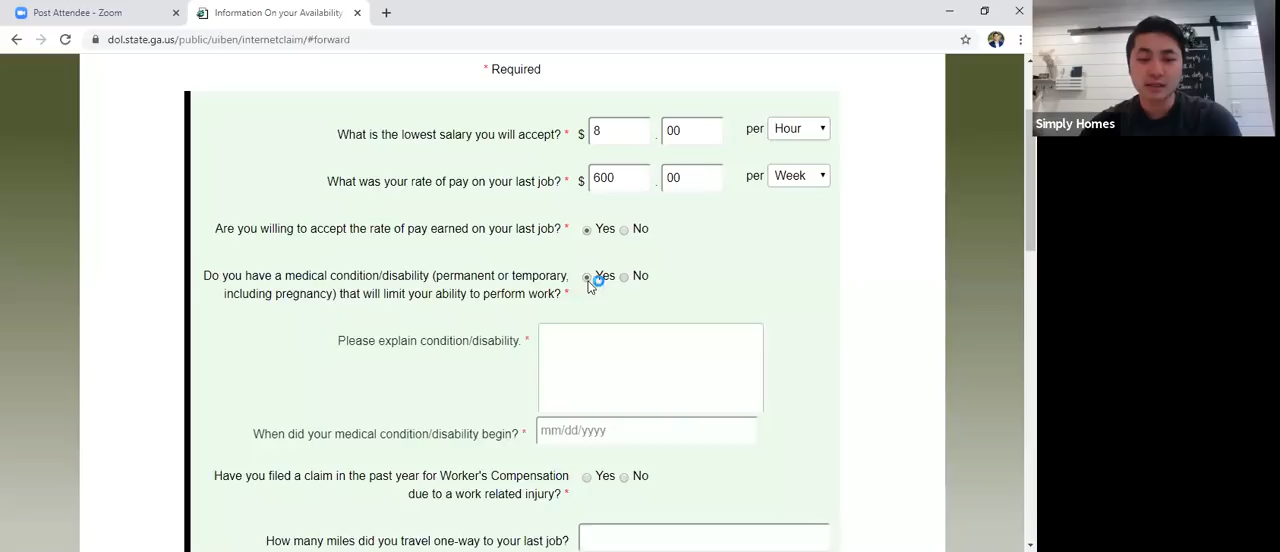 Post Attendee - Zoom
Information On your Availability
dol.state.ga.us/public/uiben/internetclaim/#forward
* Required
What is the lowest salary you will accept? * $ 8 . 00 per Hour
What was your rate of pay on your last job? * $ 600 . 00 per Week
Are you willing to accept the rate of pay earned on your last job? * Yes No
Do you have a medical condition/disability (permanent or temporary, including pregnancy) that will limit your ability to perform work? * Yes No
Please explain condition/disability. *
When did your medical condition/disability begin? * mm/dd/yyyy
Have you filed a claim in the past year for Worker's Compensation due to a work related injury? * Yes No
How many miles did you travel one-way to your last job?
Simply Homes